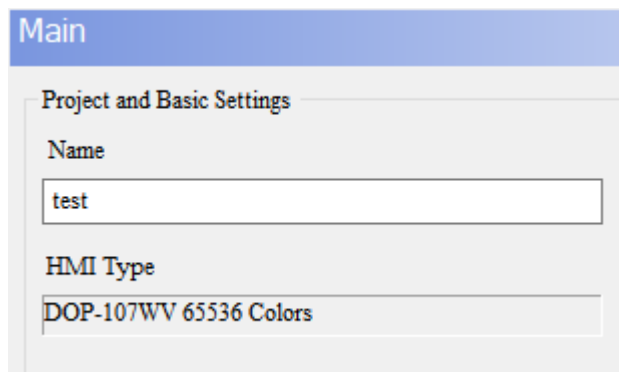 Main
Project and Basic Settings
Name
test
HMI Type
DOP-107WV 65536 Colors